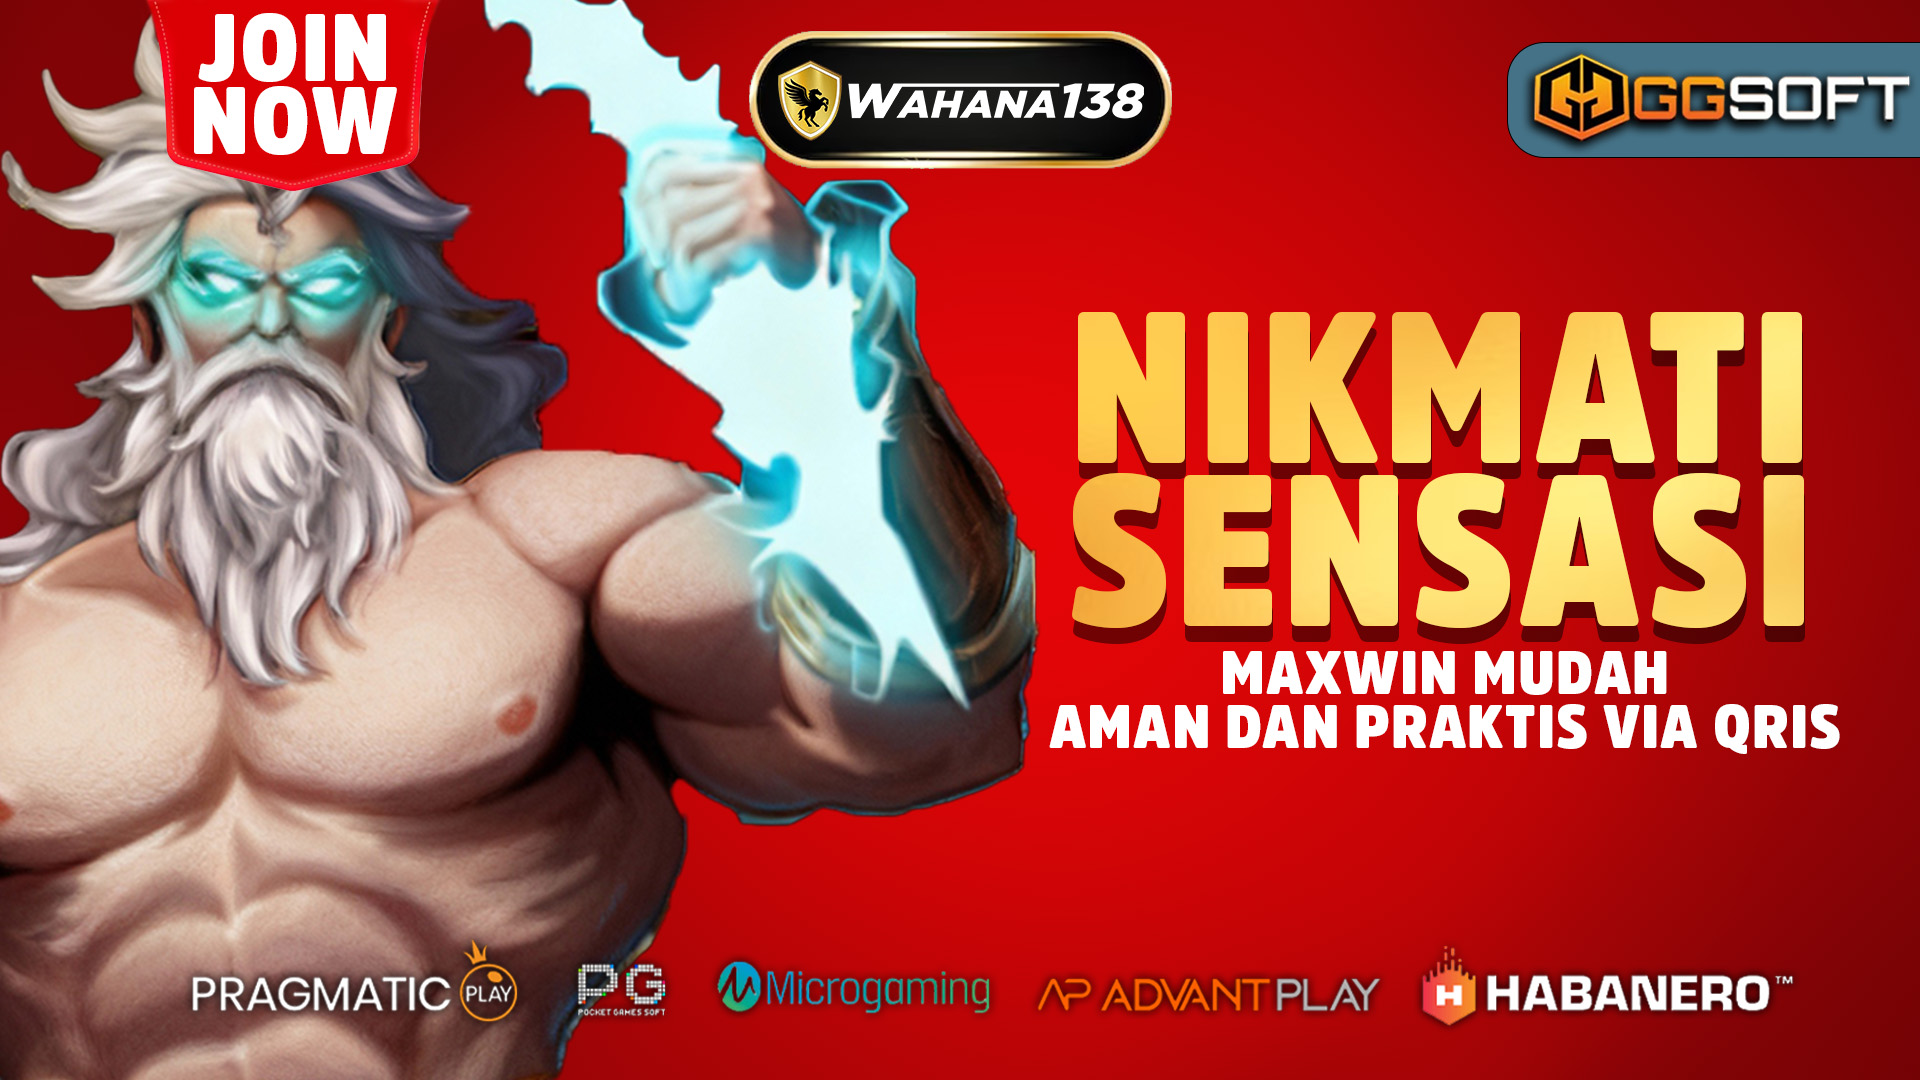 JOIN
NOW
WAHANA138
GGSOFT
NIKMATI
SENSASI
MAXWIN MUDAH
AMAN DAN PRAKTIS VIA QRIS
PRAGMATIC PLAY
PG
POCKET GAMES SOFT
Microgaming
AP ADVANTPLAY
H HABANERO™